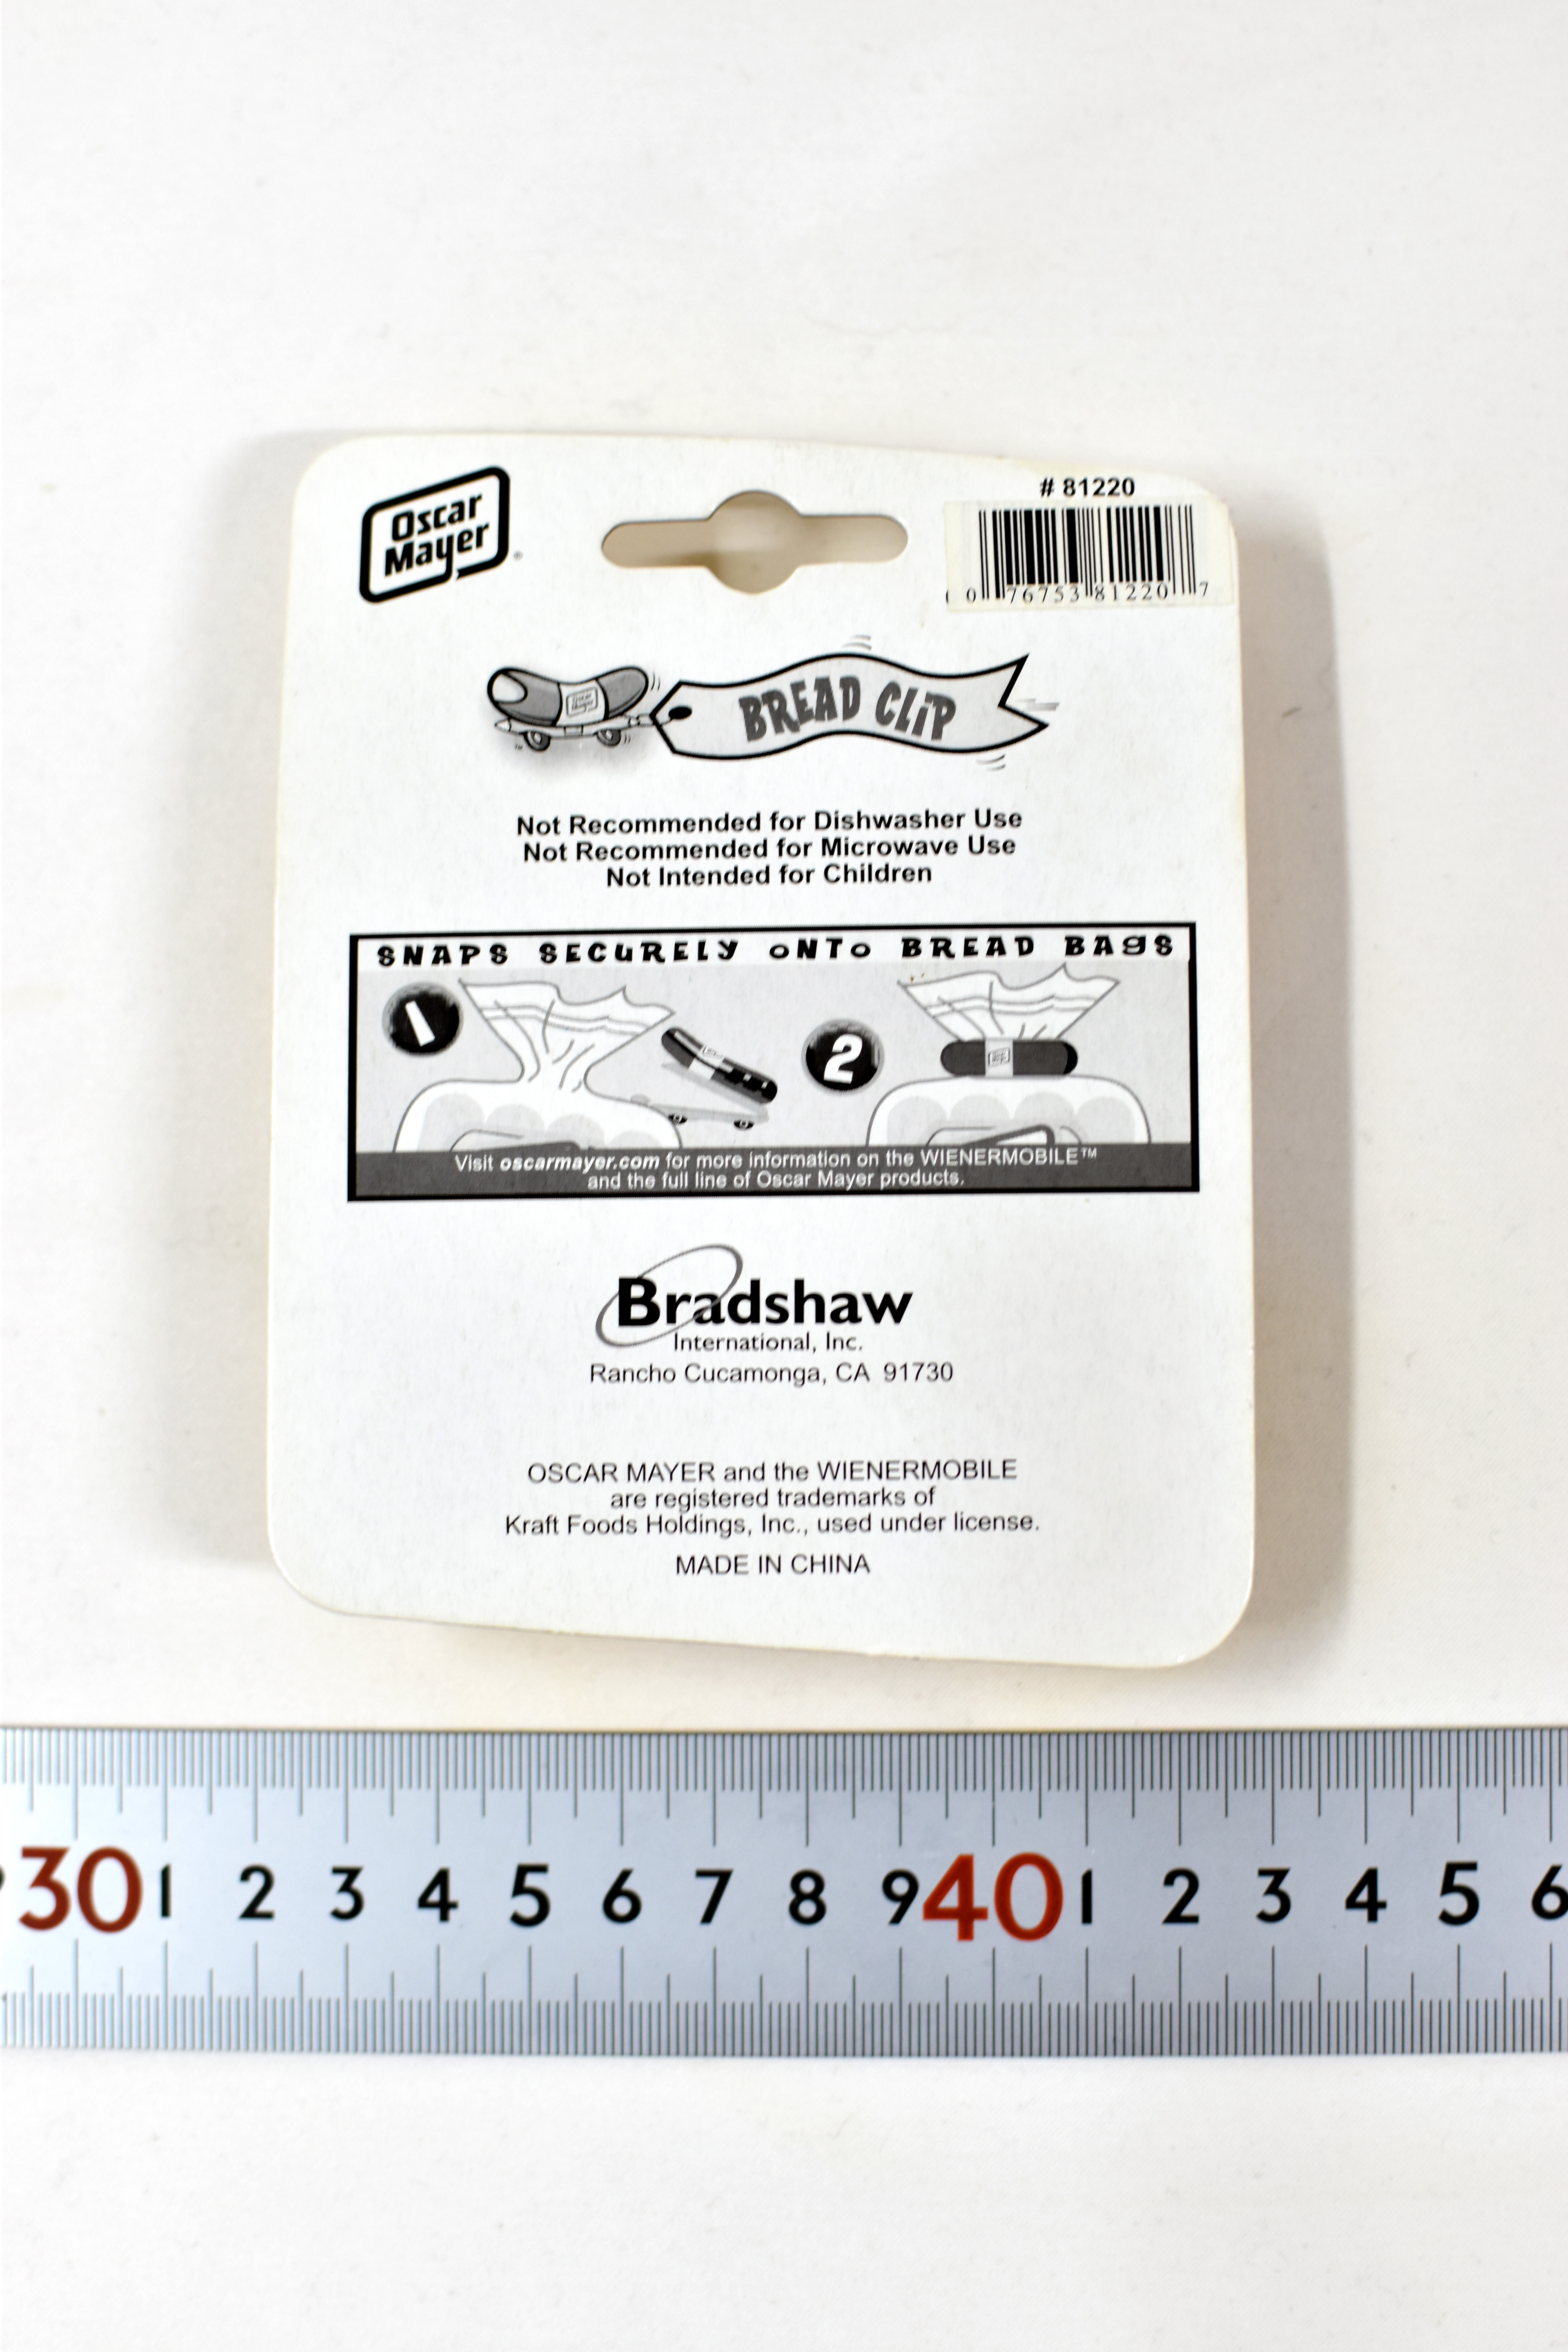 Oscar
Mayer®
# 81220
0 76753 81220 7
Oscar
Mayer
BREAD CLiP
TM
Not Recommended for Dishwasher Use
Not Recommended for Microwave Use
Not Intended for Children
SNAPS SECURELY ONTO BREAD BAGS
1
2
Visit oscarmayer.com for more information on the WIENERMOBILE™
and the full line of Oscar Mayer products.
Bradshaw
International, Inc.
Rancho Cucamonga, CA 91730
OSCAR MAYER and the WIENERMOBILE
are registered trademarks of
Kraft Foods Holdings, Inc., used under license.
MADE IN CHINA
30 1 2 3 4 5 6 7 8 9 40 1 2 3 4 5 6